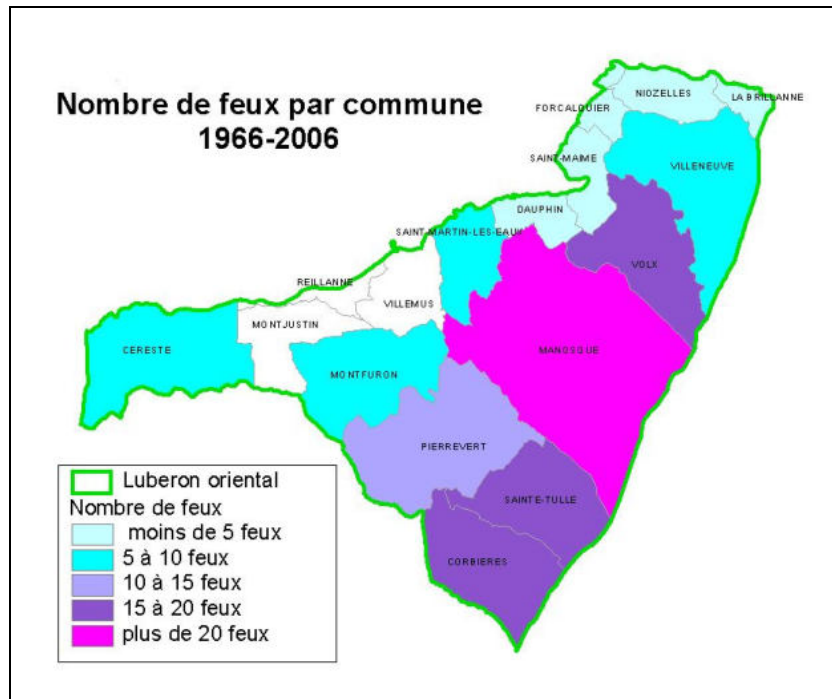 Nombre de feux par commune
1966-2006
NIOZELLES
LA BRILLANNE
FORCALQUIER
SAINT-MAIME
VILLENEUVE
DAUPHIN
SAINT-MARTIN-LES-EAUX
VOLX
REILLANNE
VILLEMUS
MONTJUSTIN
CERESTE
MANOSQUE
MONTFURON
PIERREVERT
SAINTE-TULLE
CORBIERES
Luberon oriental
Nombre de feux
moins de 5 feux
5 à 10 feux
10 à 15 feux
15 à 20 feux
plus de 20 feux